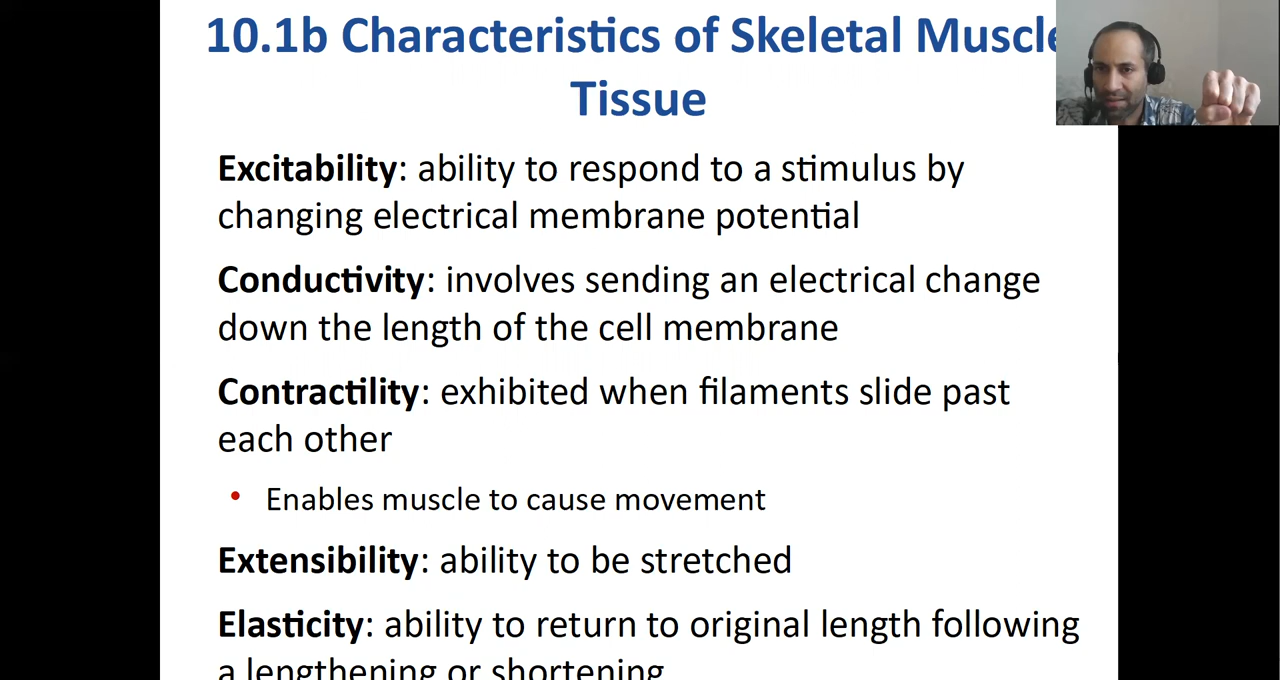 10.1b Characteristics of Skeletal Muscle
Tissue
Excitability: ability to respond to a stimulus by
changing electrical membrane potential
Conductivity: involves sending an electrical change
down the length of the cell membrane
Contractility: exhibited when filaments slide past
each other
• Enables muscle to cause movement
Extensibility: ability to be stretched
Elasticity: ability to return to original length following
a lengthening or shortening